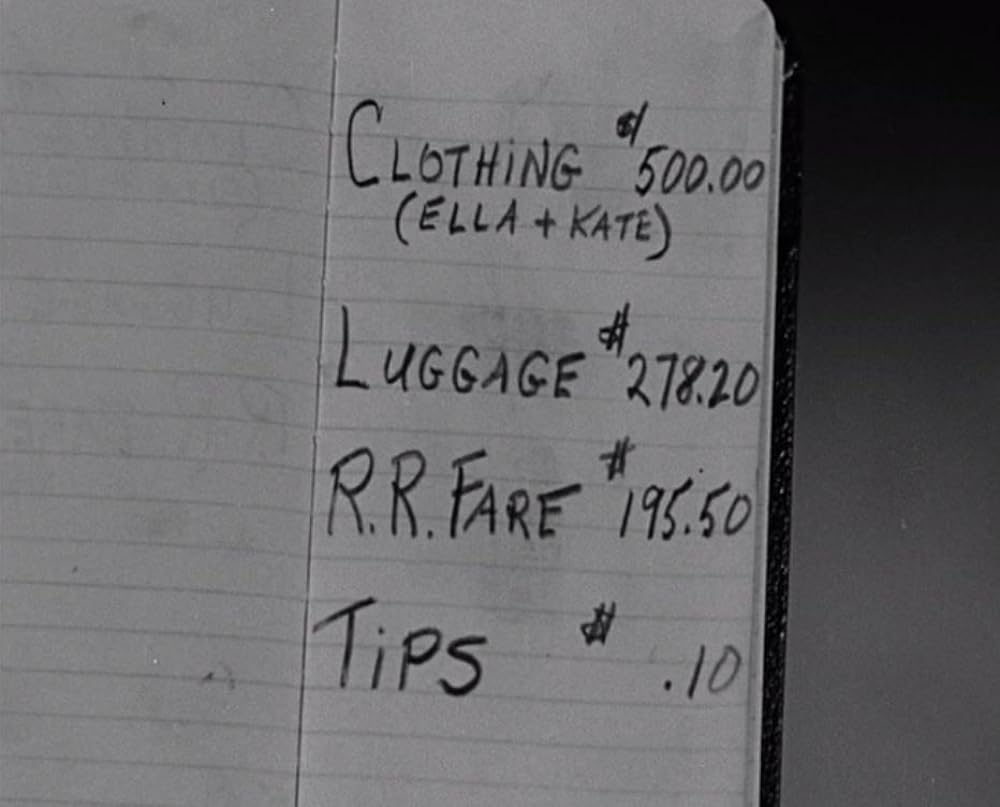 CLOTHiNG $500.00
(ELLA + KATE)
LUGGAGE $278.20
R.R. FARE $195.50
TiPS $ .10